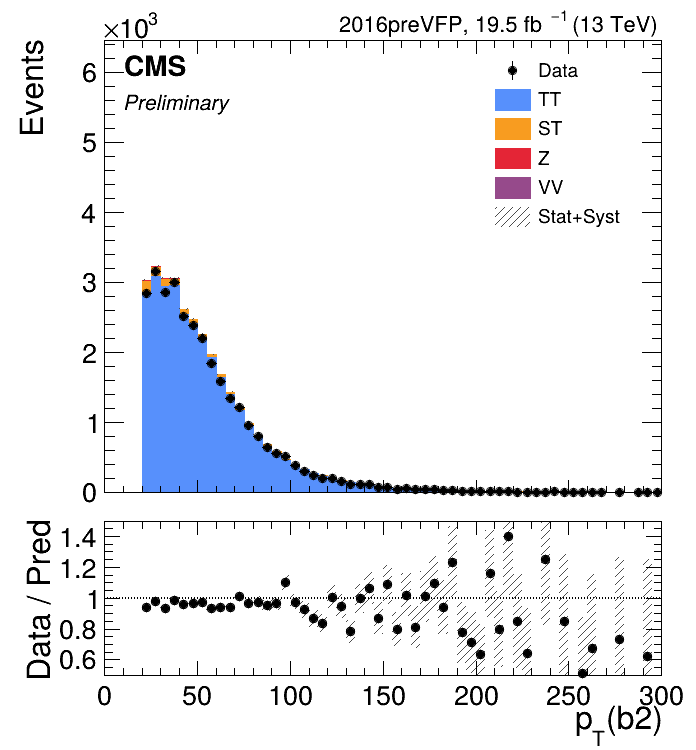 ×10³
2016preVFP, 19.5 fb ⁻¹ (13 TeV)
Events
CMS
Preliminary
Data
TT
ST
Z
VV
Stat+Syst
6
5
4
3
2
1
0
Data / Pred
1.4
1.2
1
0.8
0.6
0 50 100 150 200 250 300
p_T(b2)